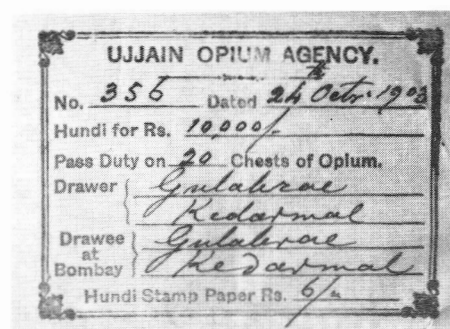 UJJAIN OPIUM AGENCY.
No. 356 Dated 24th Octr. 1903
Hundi for Rs. 10,000/-
Pass Duty on 20 Chests of Opium.
Drawer { Gulabrae
Kedarmal
Drawee at Bombay } Gulabrae
Kedarmal
Hundi Stamp Paper Rs. 6/-